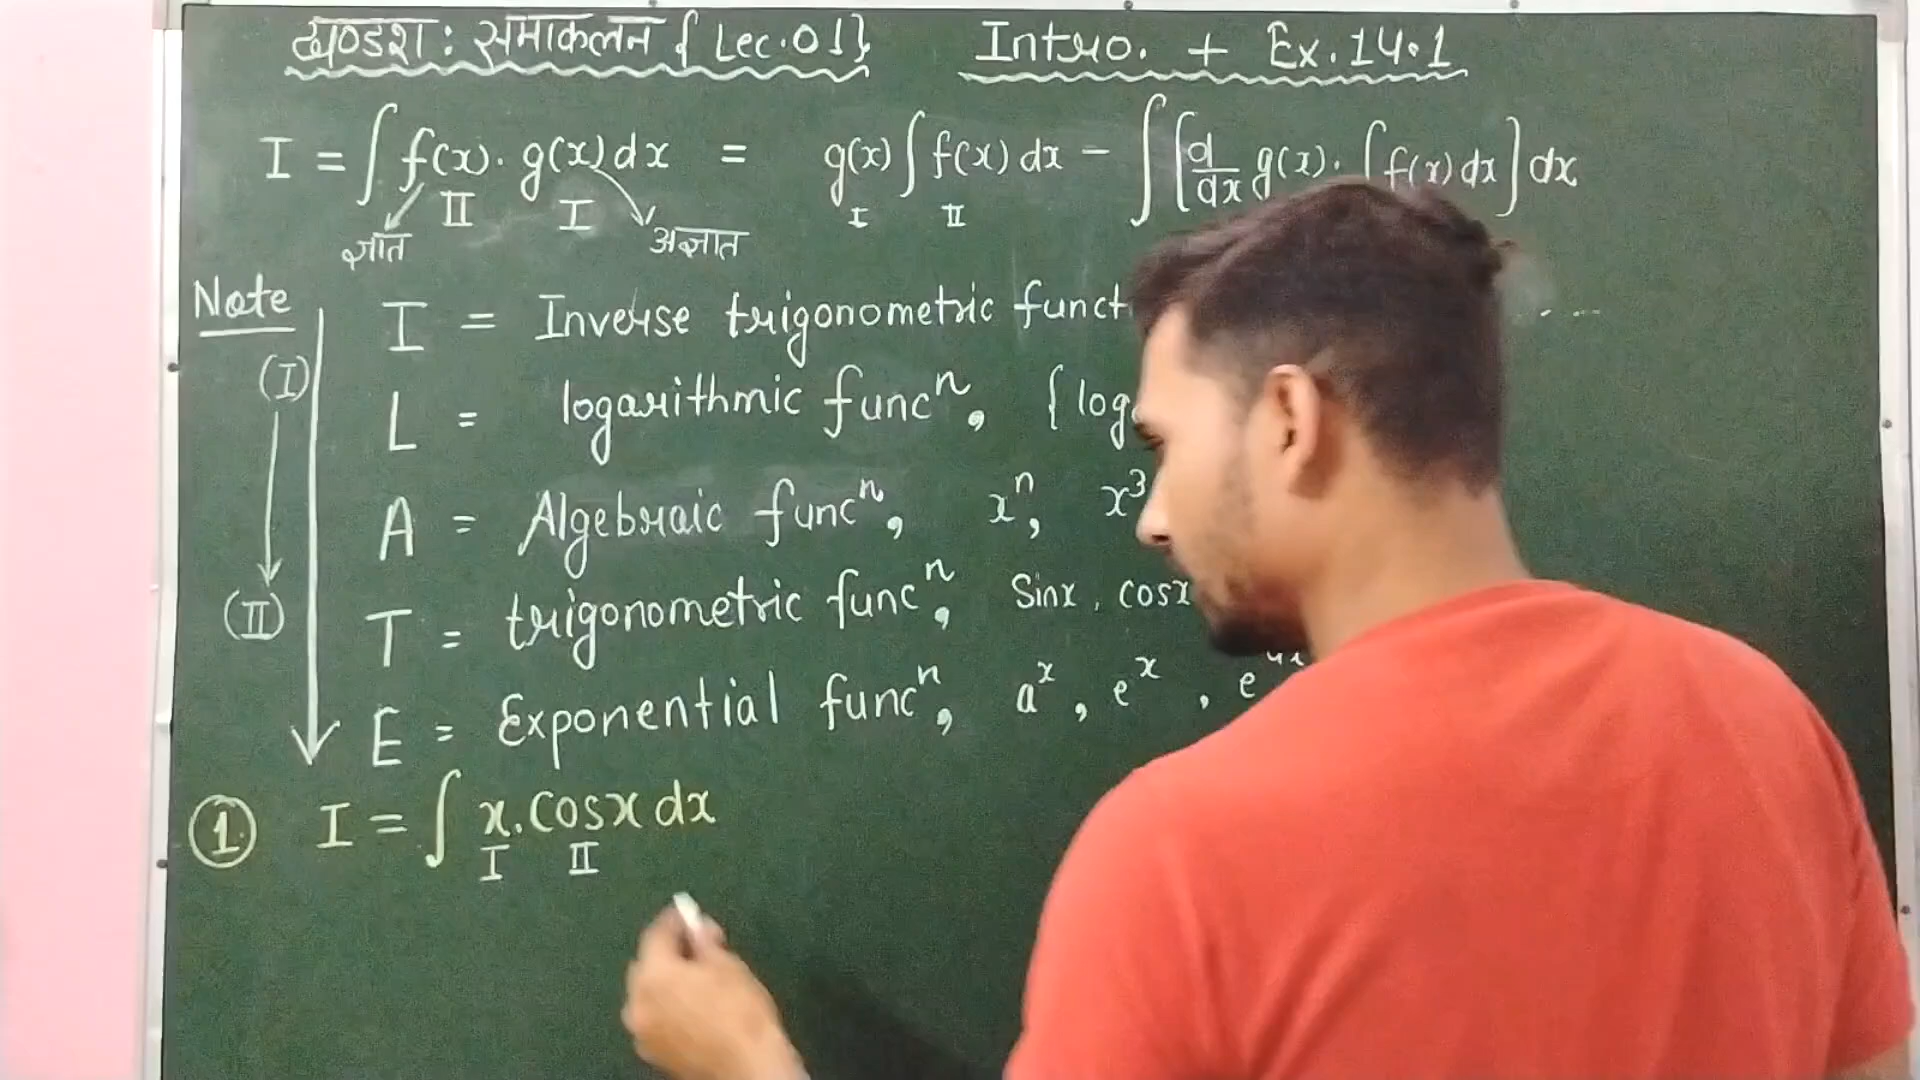 खण्डश: समाकलन { Lec.01} Intro. + Ex.14.1
I = ∫ f(x). g(x) dx = g(x) ∫ f(x) dx - ∫ [d/dx g(x). ∫ f(x) dx] dx
II I I II
ज्ञात अज्ञात
Note
I = Inverse trigonometric funct
(I)
L = logarithmic funcⁿ, { log
A = Algebraic funcⁿ, xⁿ, x³
(II)
T = trigonometric funcⁿ, Sinx, cosx
E = Exponential funcⁿ, aˣ, eˣ, e
① I = ∫ x. cosx dx
I II